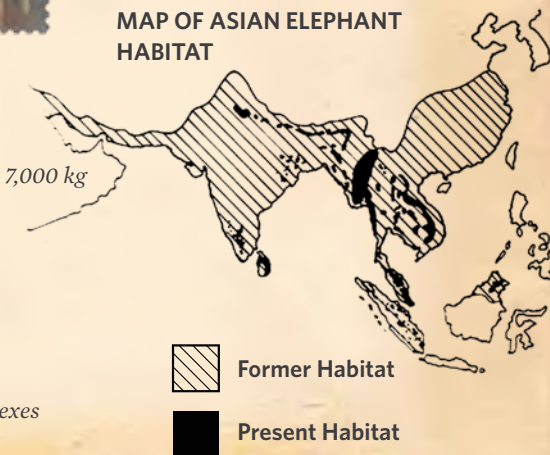 MAP OF ASIAN ELEPHANT
HABITAT
7,000 kg
Former Habitat
exes
Present Habitat